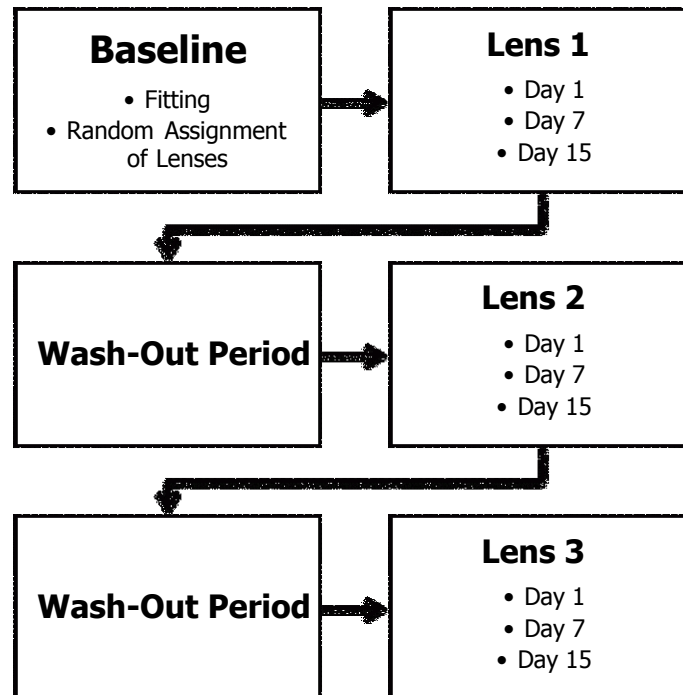 Baseline
• Fitting
• Random Assignment
of Lenses
Lens 1
• Day 1
• Day 7
• Day 15
Wash-Out Period
Lens 2
• Day 1
• Day 7
• Day 15
Wash-Out Period
Lens 3
• Day 1
• Day 7
• Day 15